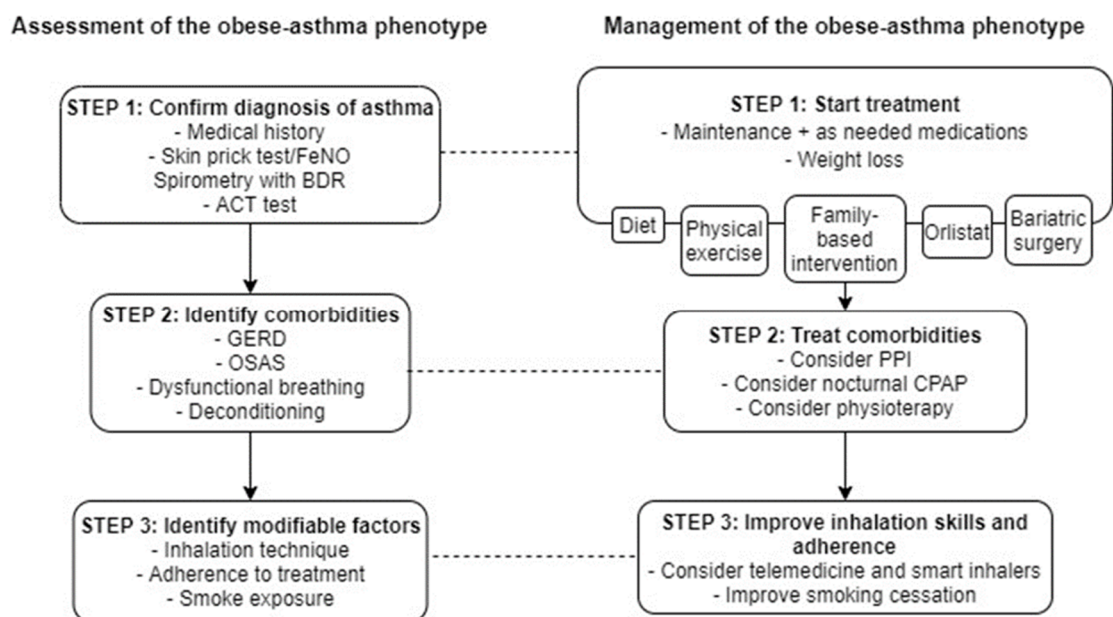 Assessment of the obese-asthma phenotype
STEP 1: Confirm diagnosis of asthma
- Medical history
- Skin prick test/FeNO
Spirometry with BDR
- ACT test
STEP 2: Identify comorbidities
- GERD
- OSAS
- Dysfunctional breathing
- Deconditioning
STEP 3: Identify modifiable factors
- Inhalation technique
- Adherence to treatment
- Smoke exposure
Management of the obese-asthma phenotype
STEP 1: Start treatment
- Maintenance + as needed medications
- Weight loss
Diet
Physical
exercise
Family-
based
intervention
Orlistat
Bariatric
surgery
STEP 2: Treat comorbidities
- Consider PPI
- Consider nocturnal CPAP
- Consider physioterapy
STEP 3: Improve inhalation skills and
adherence
- Consider telemedicine and smart inhalers
- Improve smoking cessation